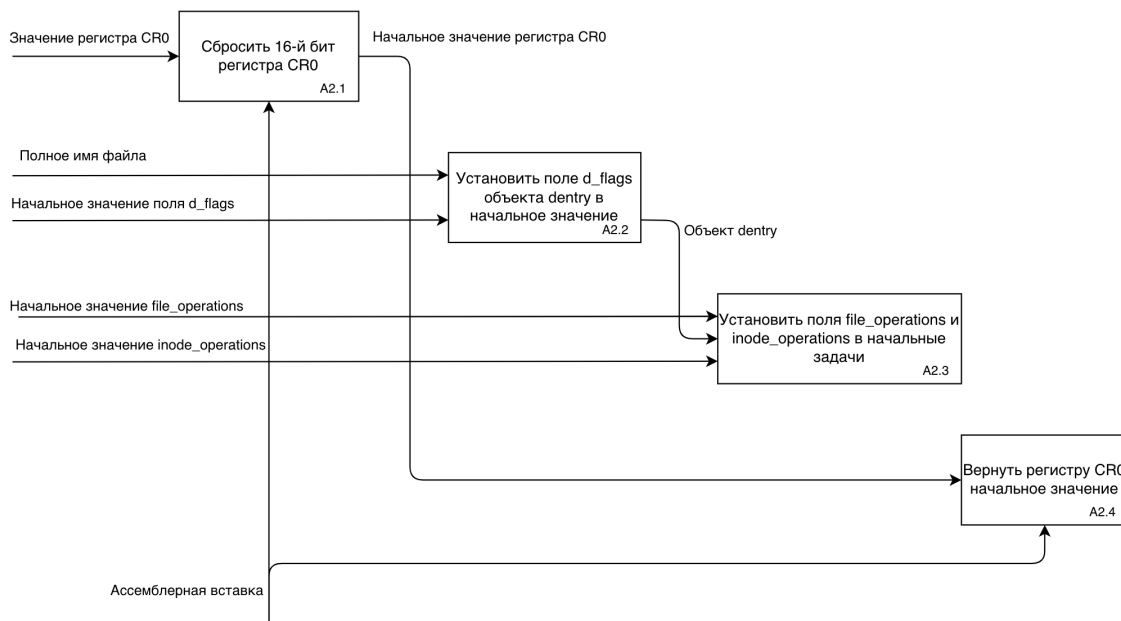 Значение регистра CR0
Сбросить 16-й бит
регистра CR0
A2.1
Начальное значение регистра CR0
Полное имя файла
Начальное значение поля d_flags
Установить поле d_flags
объекта dentry в
начальное значение
A2.2
Объект dentry
Начальное значение file_operations
Начальное значение inode_operations
Установить поля file_operations и
inode_operations в начальные
задачи
A2.3
Вернуть регистру CR0
начальное значение
A2.4
Ассемблерная вставка